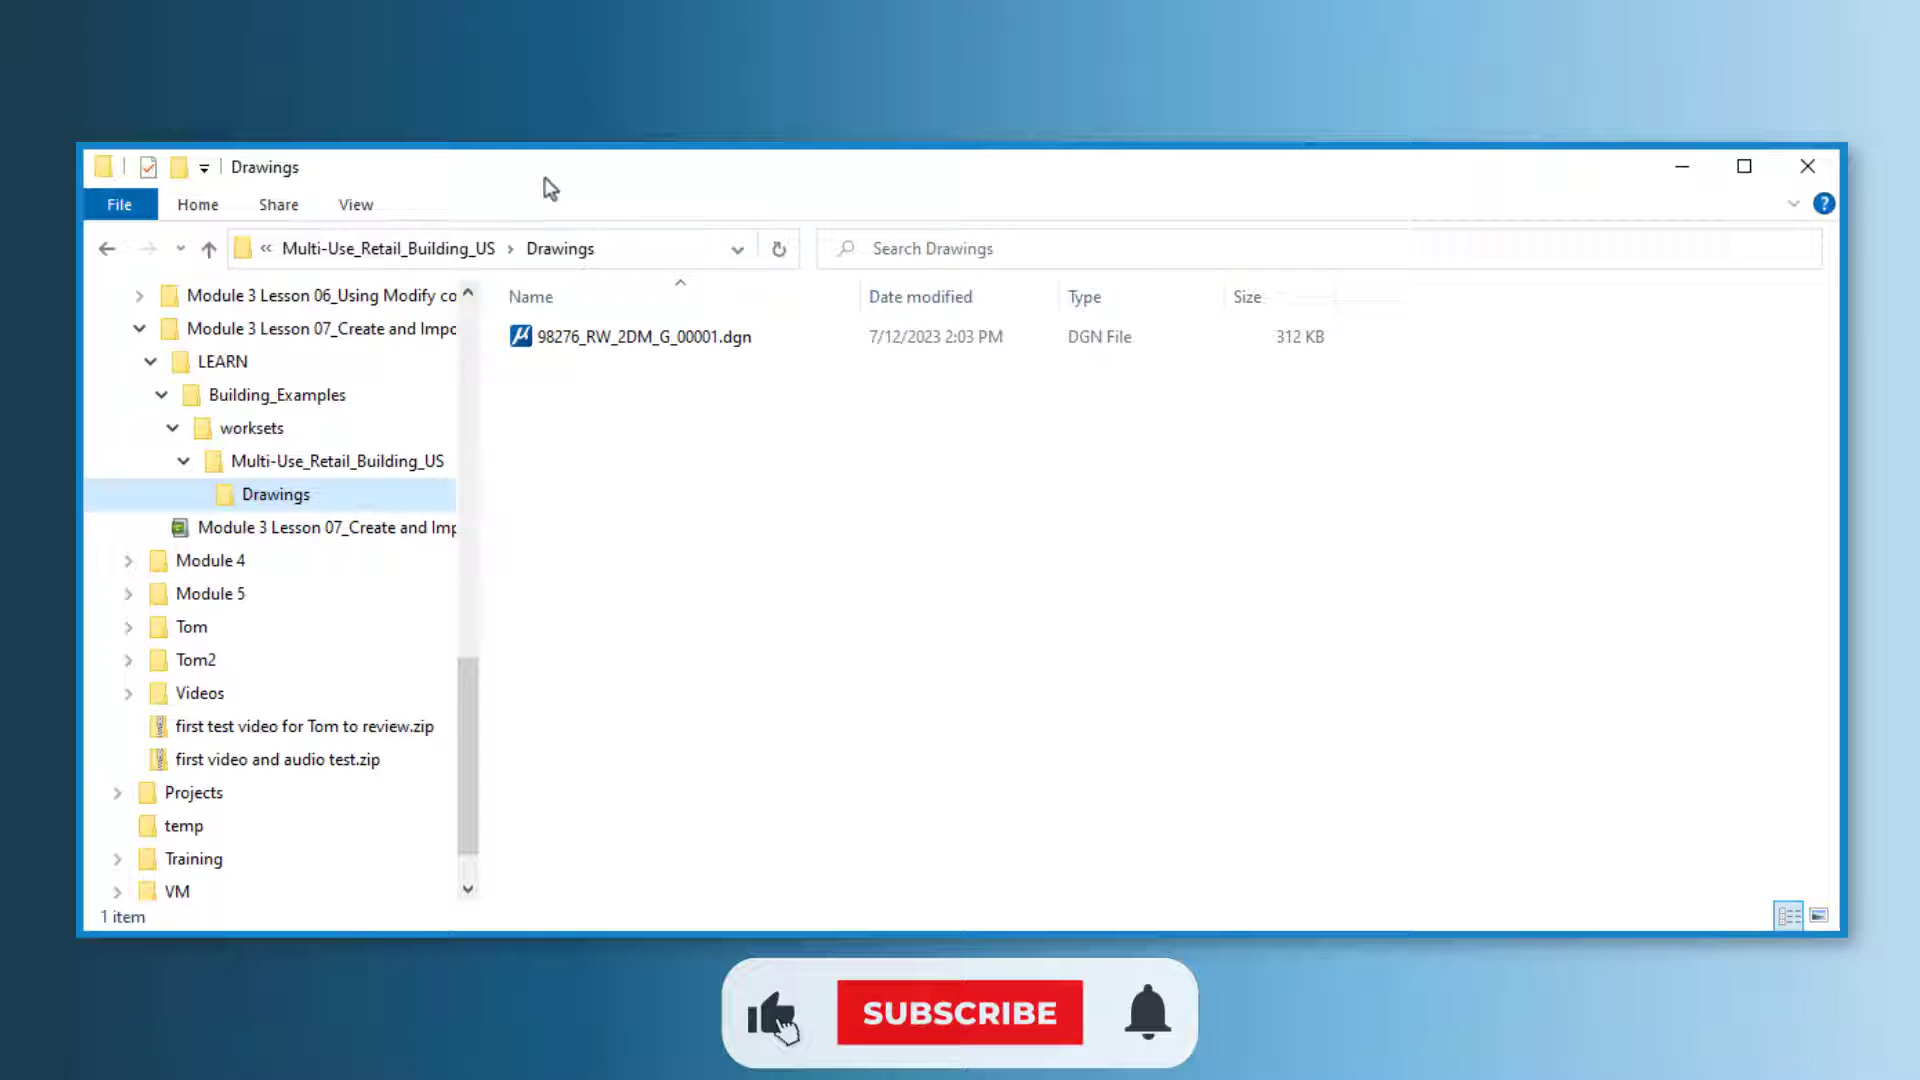 Drawings
File Home Share View
« Multi-Use_Retail_Building_US › Drawings
Search Drawings
Module 3 Lesson 06_Using Modify co
Module 3 Lesson 07_Create and Impo
LEARN
Building_Examples
worksets
Multi-Use_Retail_Building_US
Drawings
Module 3 Lesson 07_Create and Imp
Module 4
Module 5
Tom
Tom2
Videos
first test video for Tom to review.zip
first video and audio test.zip
Projects
temp
Training
VM
Name Date modified Type Size
98276_RW_2DM_G_00001.dgn 7/12/2023 2:03 PM DGN File 312 KB
1 item
SUBSCRIBE